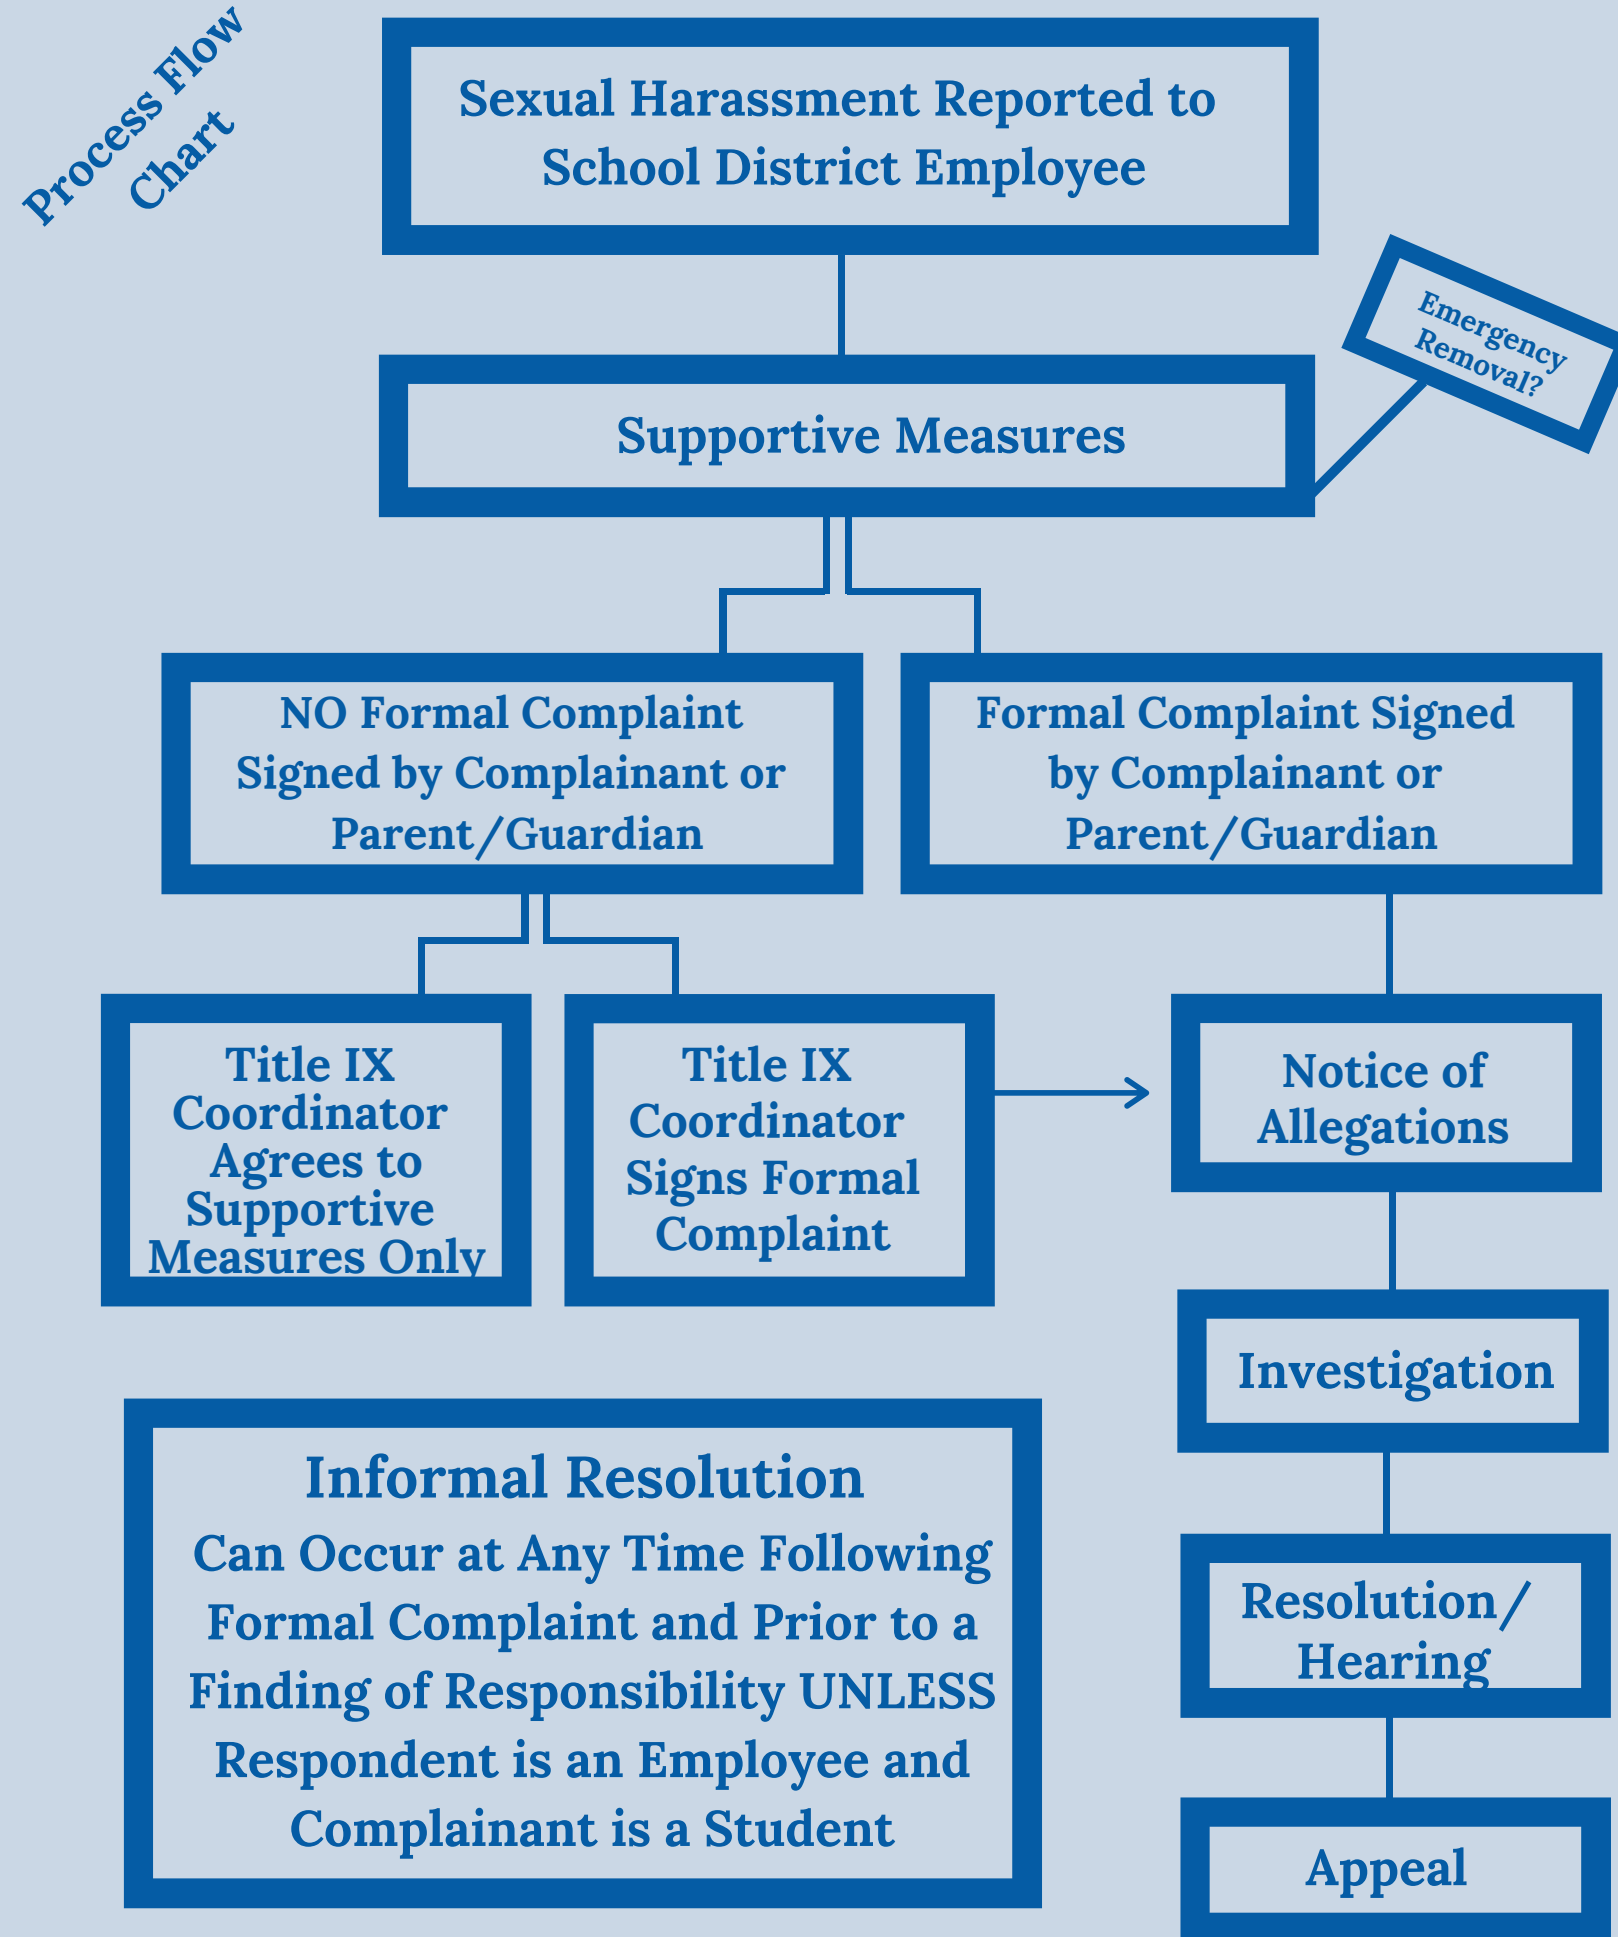 Process Flow
Chart
Sexual Harassment Reported to
School District Employee
Emergency
Removal?
Supportive Measures
NO Formal Complaint
Signed by Complainant or
Parent/Guardian
Formal Complaint Signed
by Complainant or
Parent/Guardian
Title IX
Coordinator
Agrees to
Supportive
Measures Only
Title IX
Coordinator
Signs Formal
Complaint
Notice of
Allegations
Investigation
Informal Resolution
Can Occur at Any Time Following
Formal Complaint and Prior to a
Finding of Responsibility UNLESS
Respondent is an Employee and
Complainant is a Student
Resolution/
Hearing
Appeal